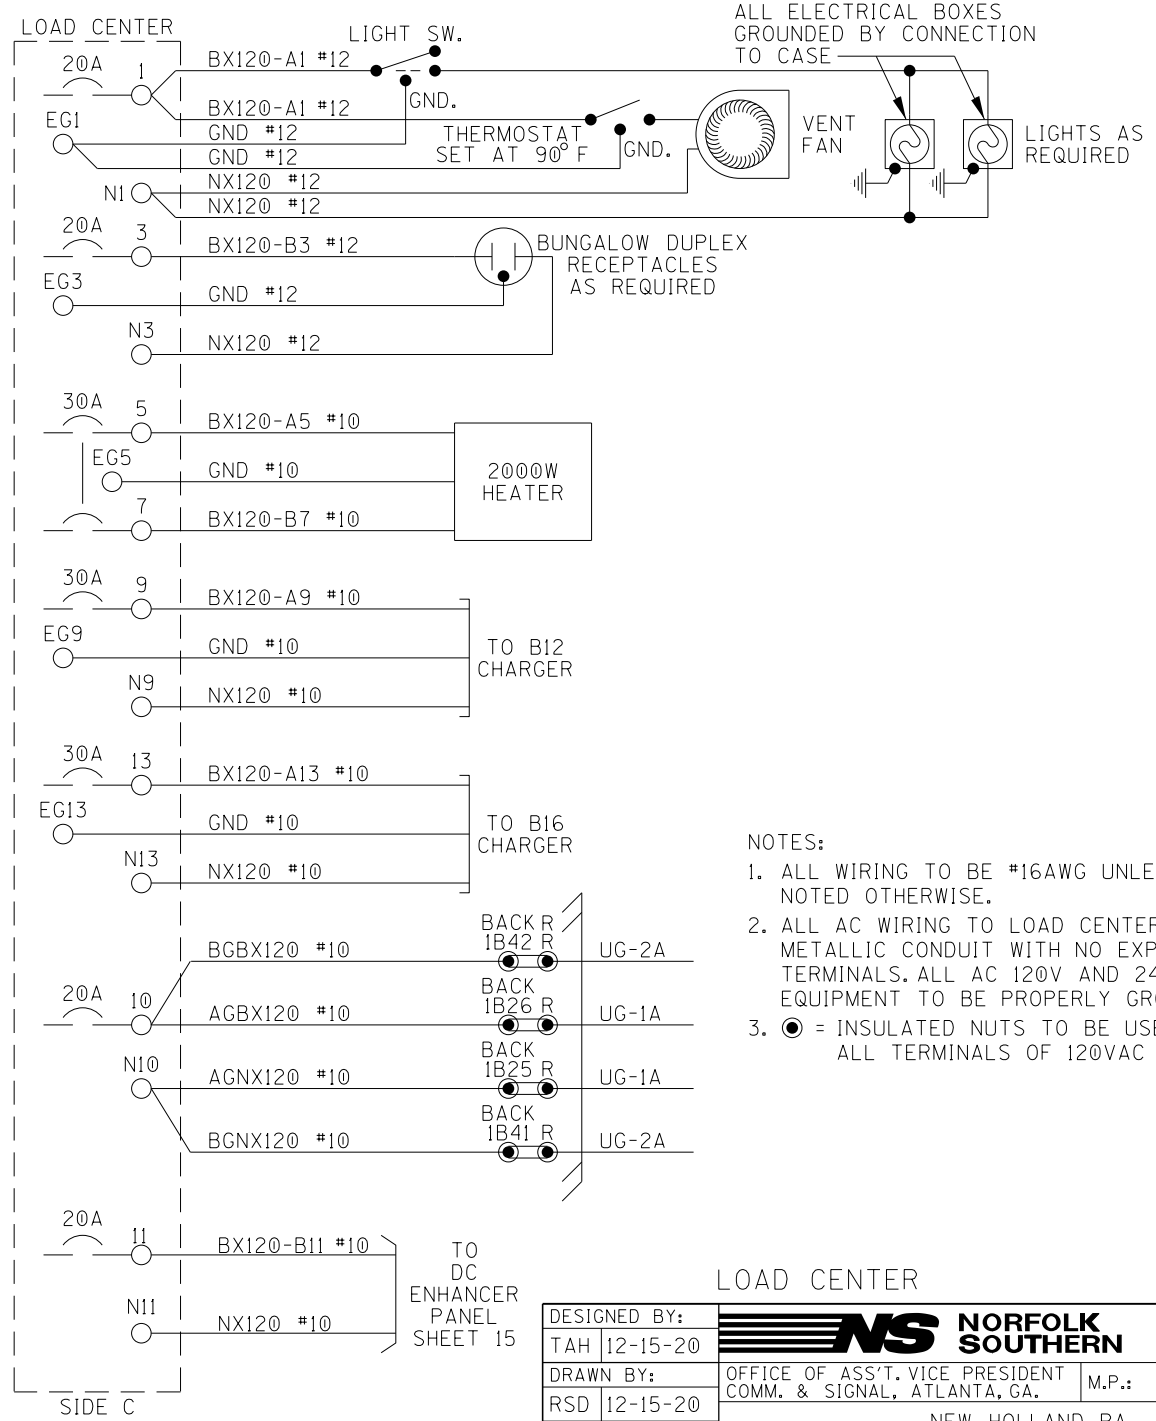 LOAD CENTER
LIGHT SW.
ALL ELECTRICAL BOXES
GROUNDED BY CONNECTION
TO CASE
20A
1
BX120-A1 #12
BX120-A1 #12
GND.
EG1
GND #12
THERMOSTAT
SET AT 90° F
GND.
VENT
FAN
LIGHTS AS
REQUIRED
GND #12
N1
NX120 #12
NX120 #12
20A
3
BX120-B3 #12
BUNGALOW DUPLEX
RECEPTACLES
AS REQUIRED
EG3
GND #12
N3
NX120 #12
30A
5
BX120-A5 #10
EG5
GND #10
2000W
HEATER
7
BX120-B7 #10
30A
9
BX120-A9 #10
EG9
GND #10
TO B12
CHARGER
N9
NX120 #10
30A
13
BX120-A13 #10
EG13
GND #10
TO B16
CHARGER
N13
NX120 #10
NOTES:
1. ALL WIRING TO BE #16AWG UNLE
NOTED OTHERWISE.
2. ALL AC WIRING TO LOAD CENTER
METALLIC CONDUIT WITH NO EXP
TERMINALS. ALL AC 120V AND 24
EQUIPMENT TO BE PROPERLY GR
3. = INSULATED NUTS TO BE USE
ALL TERMINALS OF 120VAC
BGBX120 #10
BACK R
1B42 R
UG-2A
20A
10
AGBX120 #10
BACK
1B26 R
UG-1A
N10
AGNX120 #10
BACK
1B25 R
UG-1A
BGNX120 #10
BACK
1B41 R
UG-2A
20A
11
BX120-B11 #10
N11
NX120 #10
TO
DC
ENHANCER
PANEL
SHEET 15
SIDE C
LOAD CENTER
DESIGNED BY:
TAH 12-15-20
DRAWN BY:
RSD 12-15-20
NS NORFOLK
SOUTHERN
OFFICE OF ASS'T. VICE PRESIDENT
COMM. & SIGNAL, ATLANTA, GA.
M.P.:
NEW HOLLAND PA